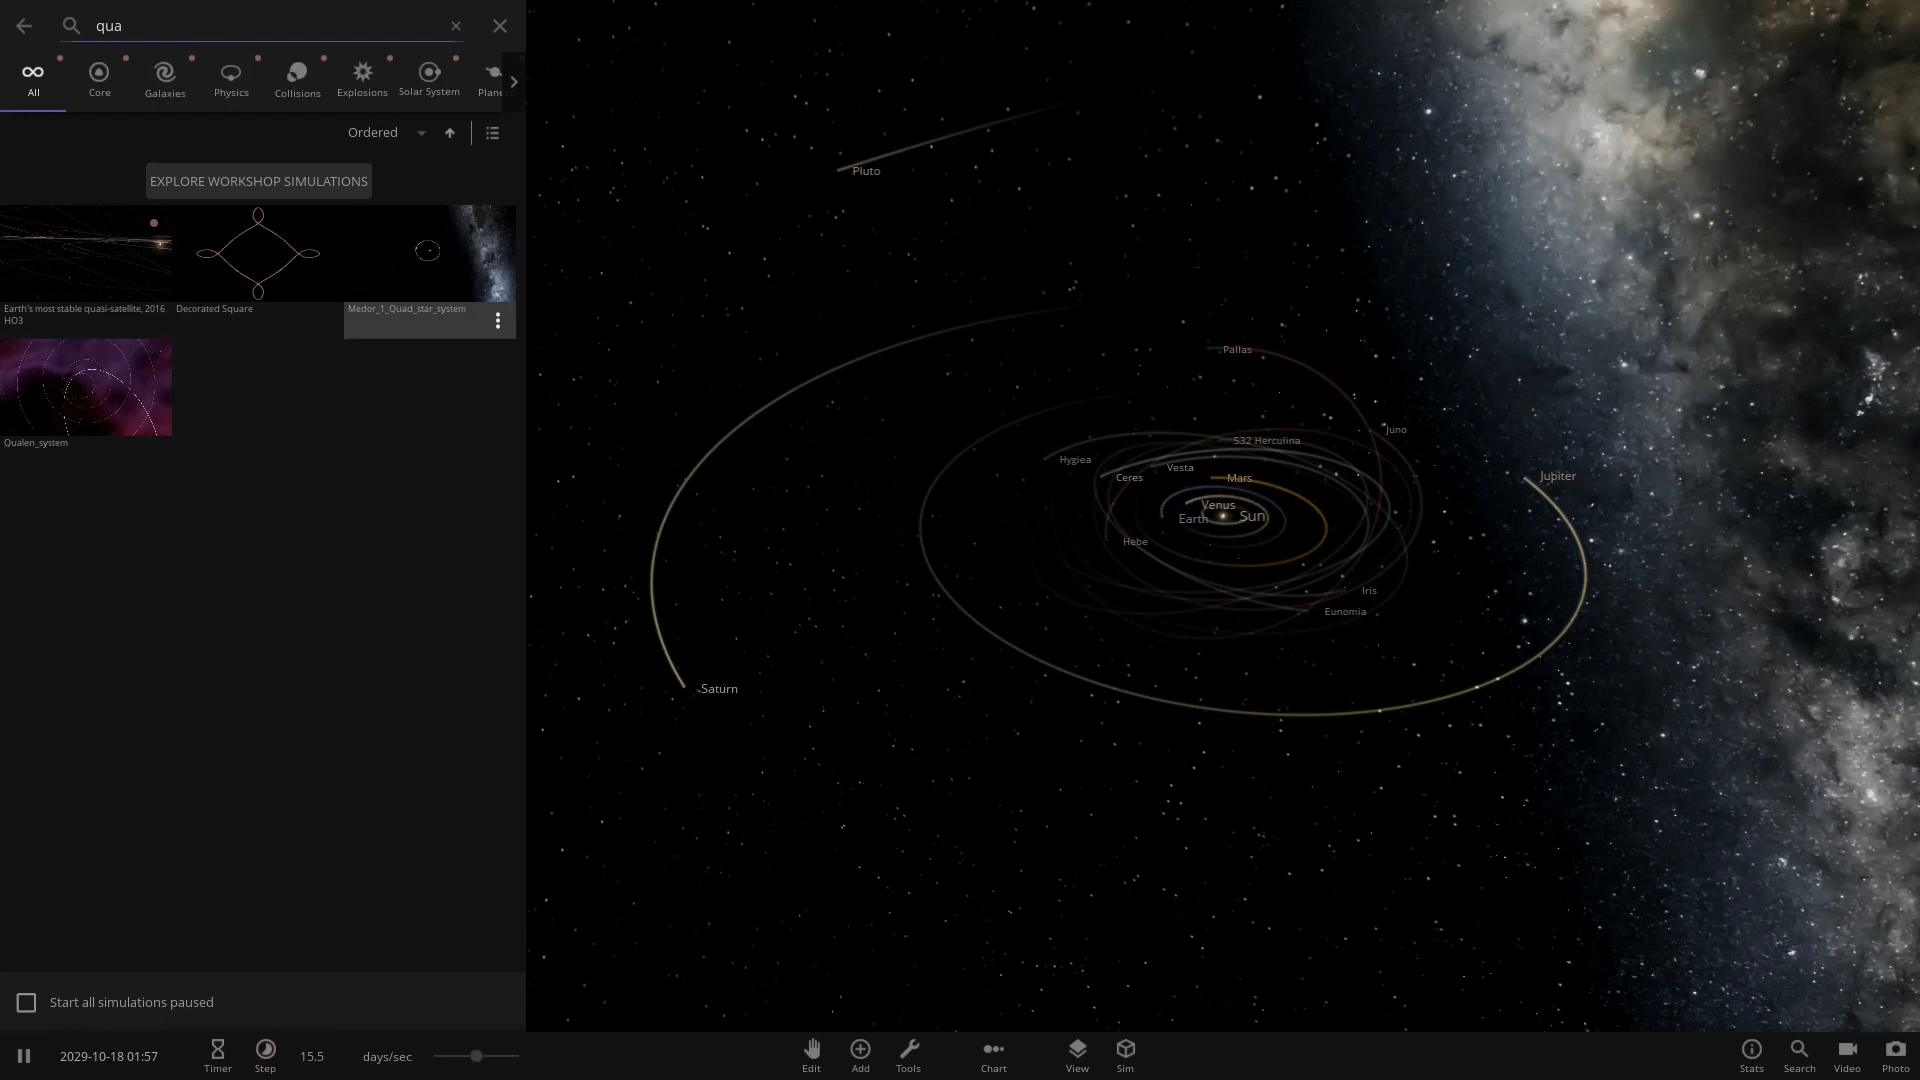 qua
All
Core
Galaxies
Physics
Collisions
Explosions
Solar System
Plane
Ordered
EXPLORE WORKSHOP SIMULATIONS
Earth's most stable quasi-satellite, 2016
HO3
Decorated Square
Medor_1_Quad_star_system
Qualen_system
Pluto
Pallas
Juno
532 Herculina
Hygiea
Vesta
Ceres
Mars
Jupiter
Venus
Earth
Sun
Hebe
Iris
Eunomia
Saturn
Start all simulations paused
2029-10-18 01:57
Timer
Step
15.5
days/sec
Edit
Add
Tools
Chart
View
Sim
Stats
Search
Video
Photo